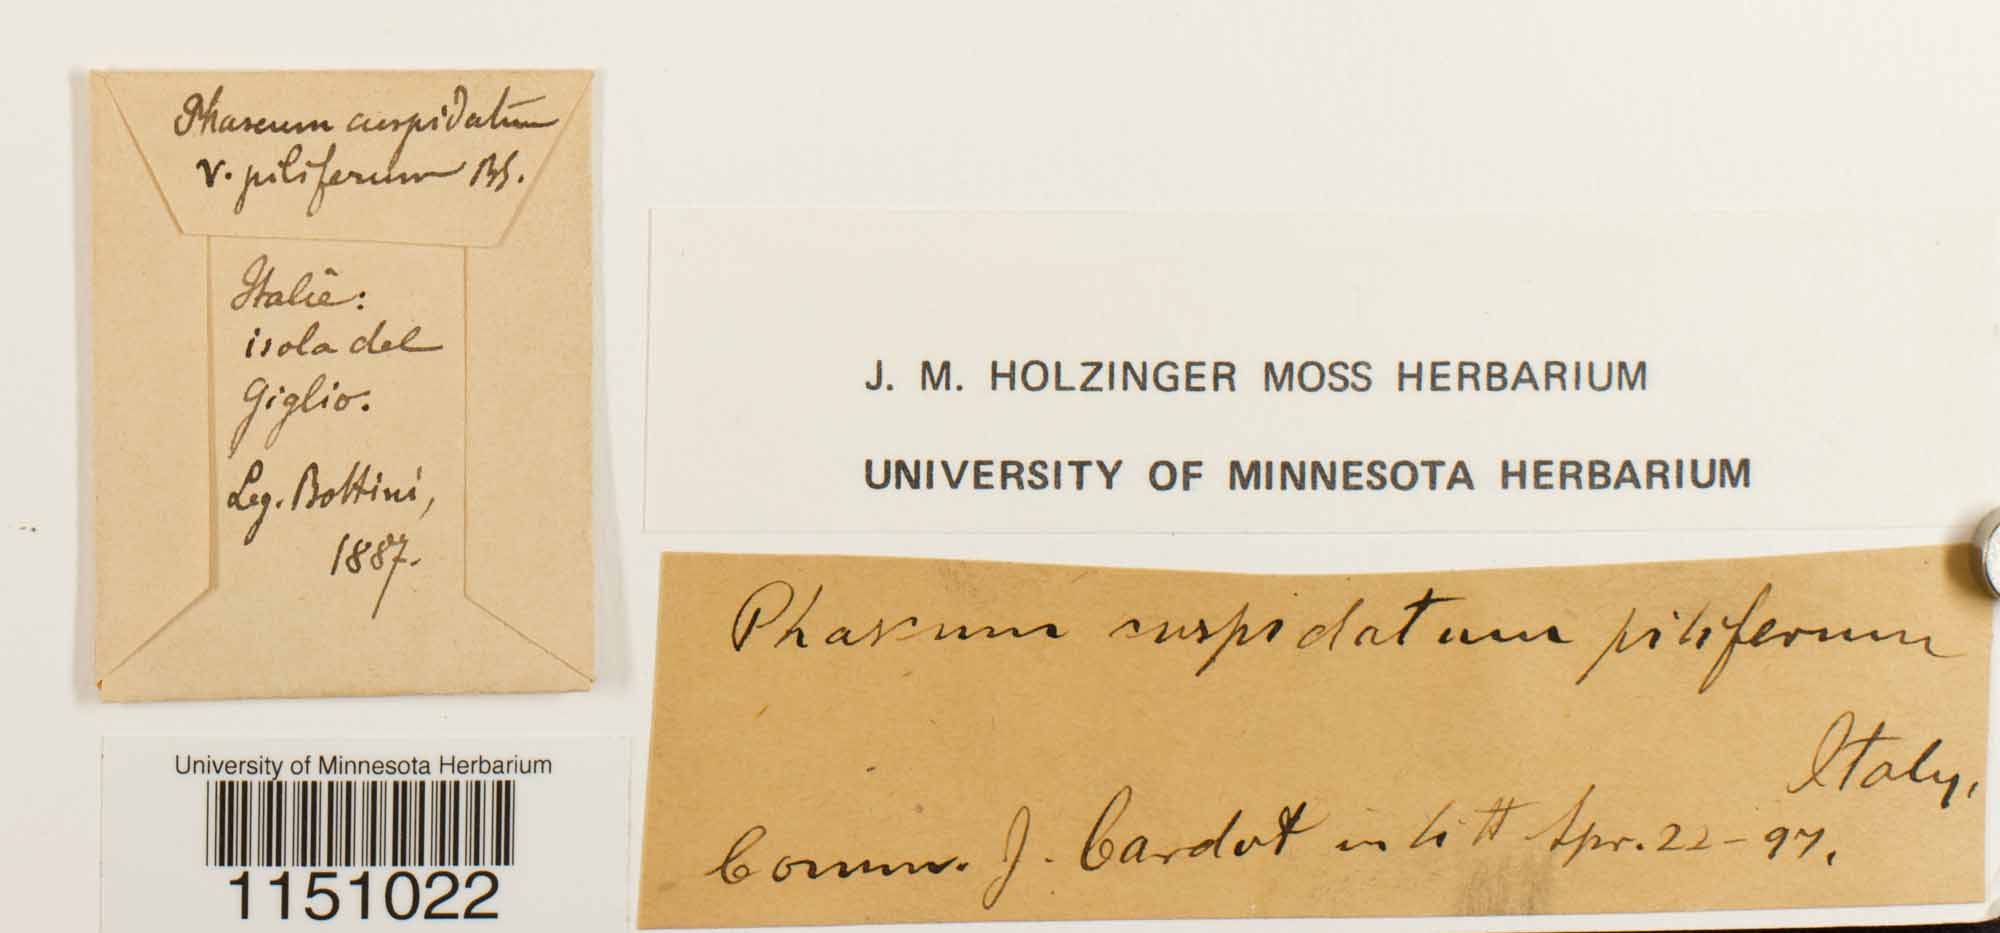 Phascum cuspidatum
v. piliferum BS.
Italie:
isola del
Giglio.
Leg. Bottini,
1887.
J. M. HOLZINGER MOSS HERBARIUM
UNIVERSITY OF MINNESOTA HERBARIUM
Phascum cuspidatum piliferum
Italy,
Comm. J. Cardot in litt Apr. 22-97.
University of Minnesota Herbarium
1151022